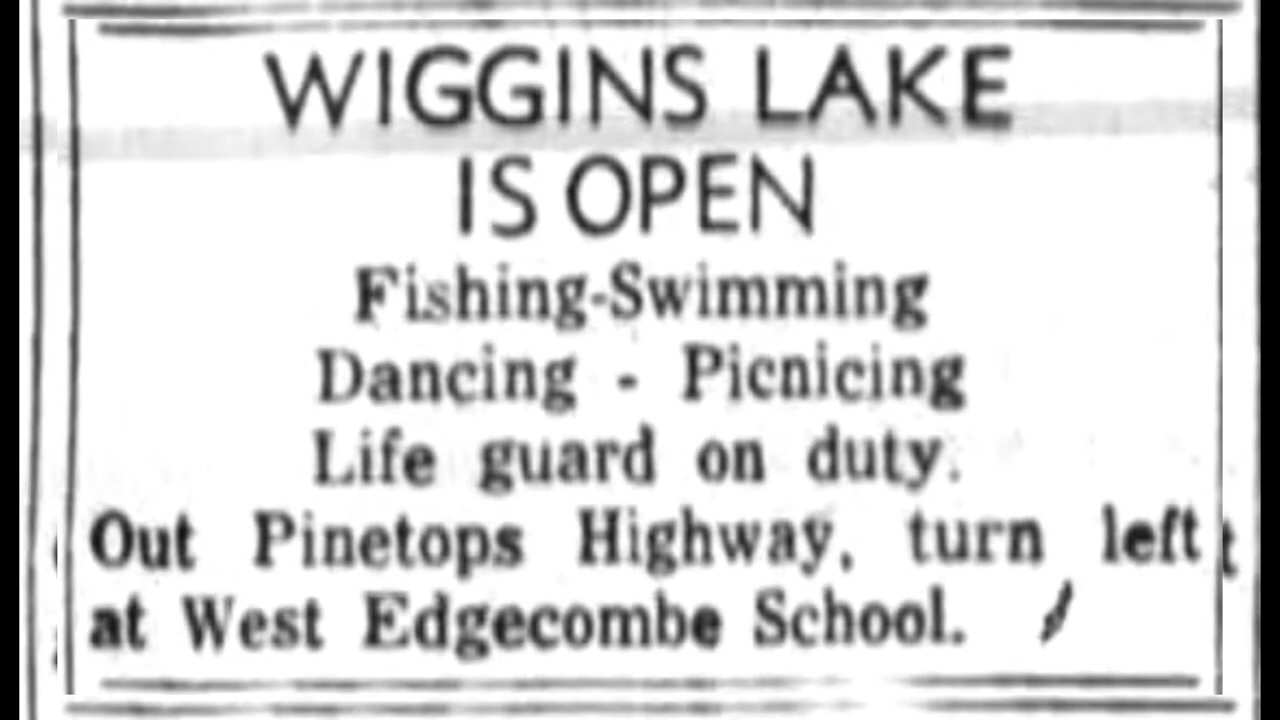 WIGGINS LAKE
IS OPEN
Fishing-Swimming
Dancing - Picnicing
Life guard on duty.
Out Pinetops Highway, turn left
at West Edgecombe School.